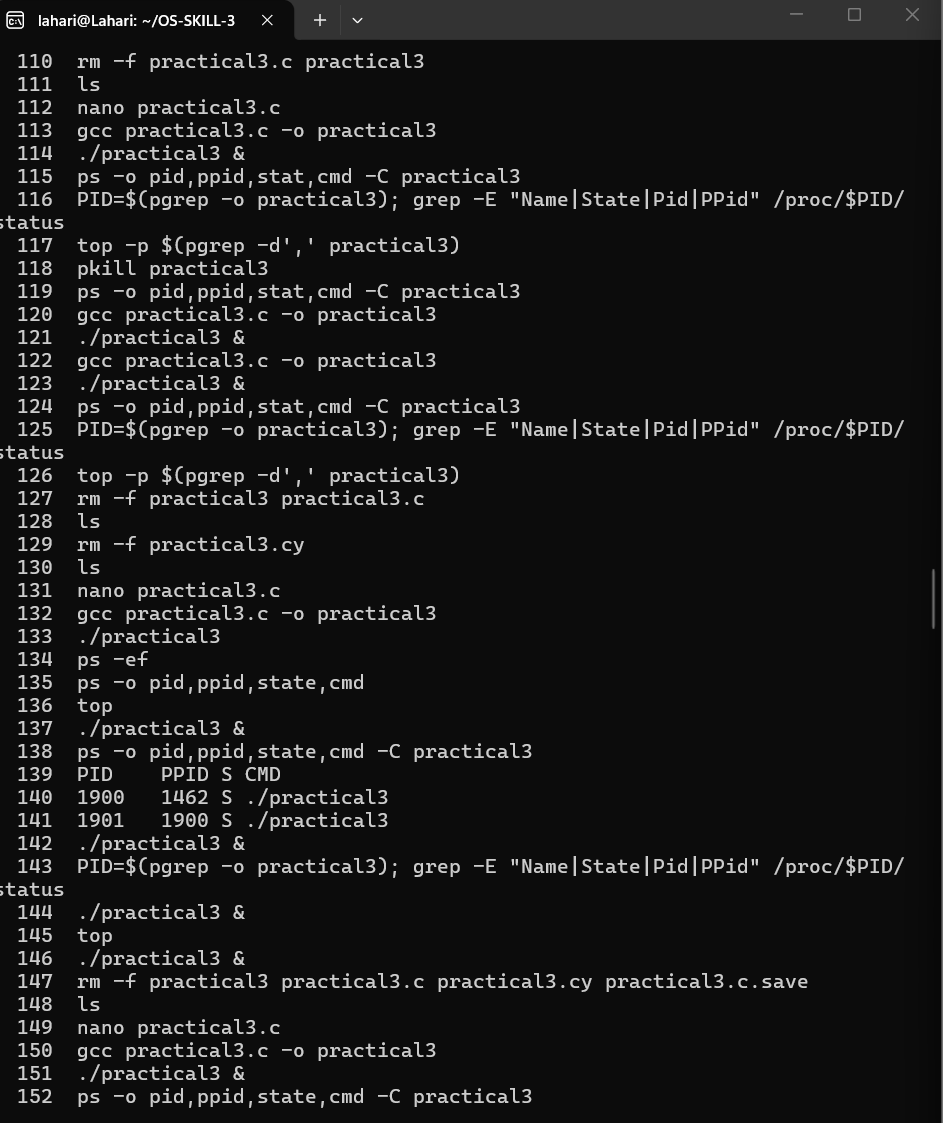 lahari@Lahari: ~/OS-SKILL-3
110 rm -f practical3.c practical3
111 ls
112 nano practical3.c
113 gcc practical3.c -o practical3
114 ./practical3 &
115 ps -o pid,ppid,stat,cmd -C practical3
116 PID=$(pgrep -o practical3); grep -E "Name|State|Pid|PPid" /proc/$PID/
status
117 top -p $(pgrep -d',' practical3)
118 pkill practical3
119 ps -o pid,ppid,stat,cmd -C practical3
120 gcc practical3.c -o practical3
121 ./practical3 &
122 gcc practical3.c -o practical3
123 ./practical3 &
124 ps -o pid,ppid,stat,cmd -C practical3
125 PID=$(pgrep -o practical3); grep -E "Name|State|Pid|PPid" /proc/$PID/
status
126 top -p $(pgrep -d',' practical3)
127 rm -f practical3 practical3.c
128 ls
129 rm -f practical3.cy
130 ls
131 nano practical3.c
132 gcc practical3.c -o practical3
133 ./practical3
134 ps -ef
135 ps -o pid,ppid,state,cmd
136 top
137 ./practical3 &
138 ps -o pid,ppid,state,cmd -C practical3
139 PID    PPID S CMD
140 1900   1462 S ./practical3
141 1901   1900 S ./practical3
142 ./practical3 &
143 PID=$(pgrep -o practical3); grep -E "Name|State|Pid|PPid" /proc/$PID/
status
144 ./practical3 &
145 top
146 ./practical3 &
147 rm -f practical3 practical3.c practical3.cy practical3.c.save
148 ls
149 nano practical3.c
150 gcc practical3.c -o practical3
151 ./practical3 &
152 ps -o pid,ppid,state,cmd -C practical3